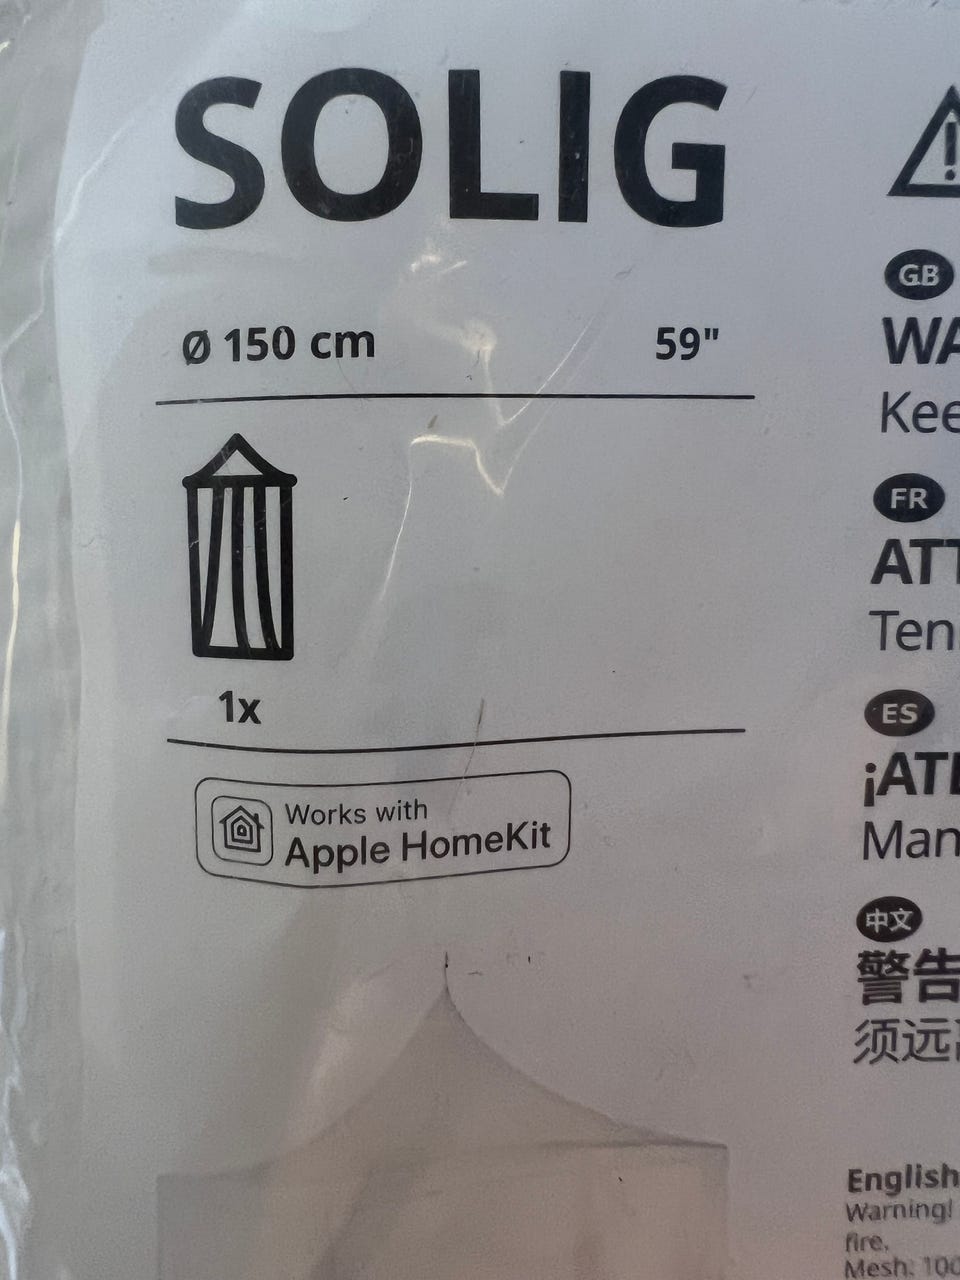 SOLIG
Ø 150 cm 59"
1x
Works with
Apple HomeKit
GB
WA
Kee
FR
ATT
Ten
ES
¡ATE
Man
中文
警告
须远
English
Warning!
fire.
Mesh: 100